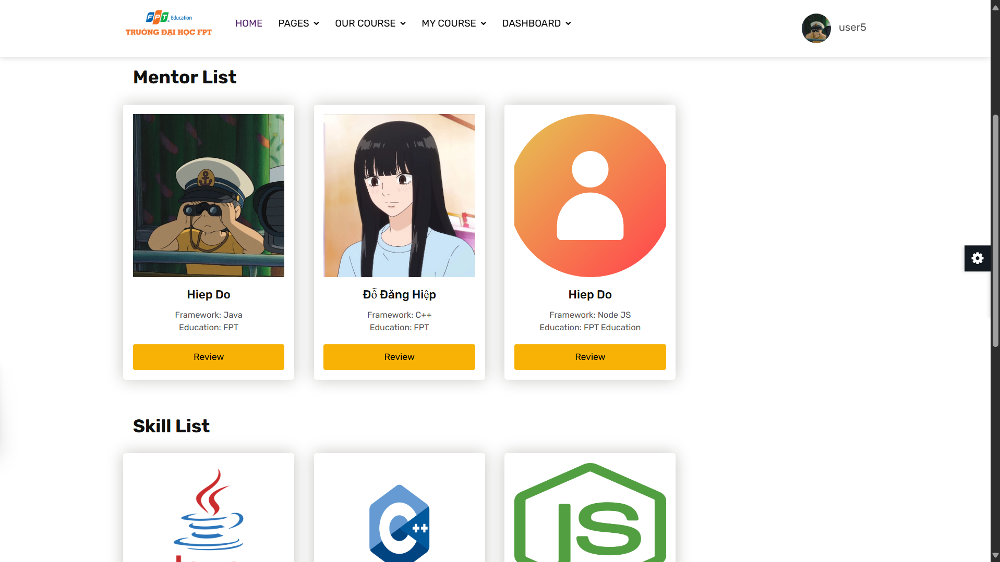 FPT Education
TRƯỜNG ĐẠI HỌC FPT
HOME
PAGES
OUR COURSE
MY COURSE
DASHBOARD
user5
Mentor List
Hiep Do
Framework: Java
Education: FPT
Review
Đỗ Đăng Hiệp
Framework: C++
Education: FPT
Review
Hiep Do
Framework: Node JS
Education: FPT Education
Review
Skill List
C++
JS